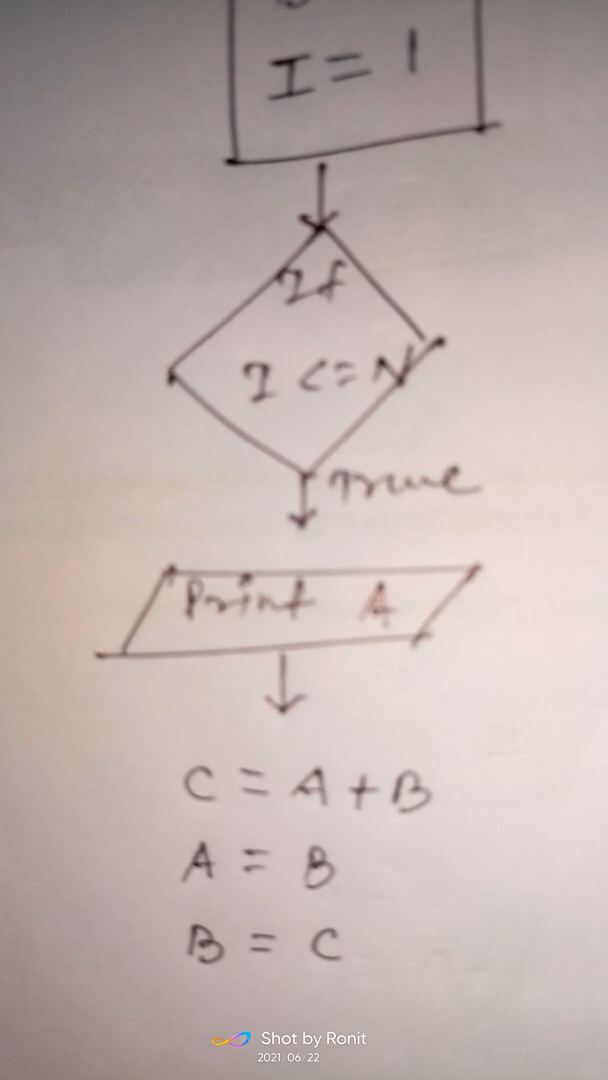 I = 1
If
I <= N
True
Print A
C = A + B
A = B
B = C
Shot by Ronit
2021/06/22